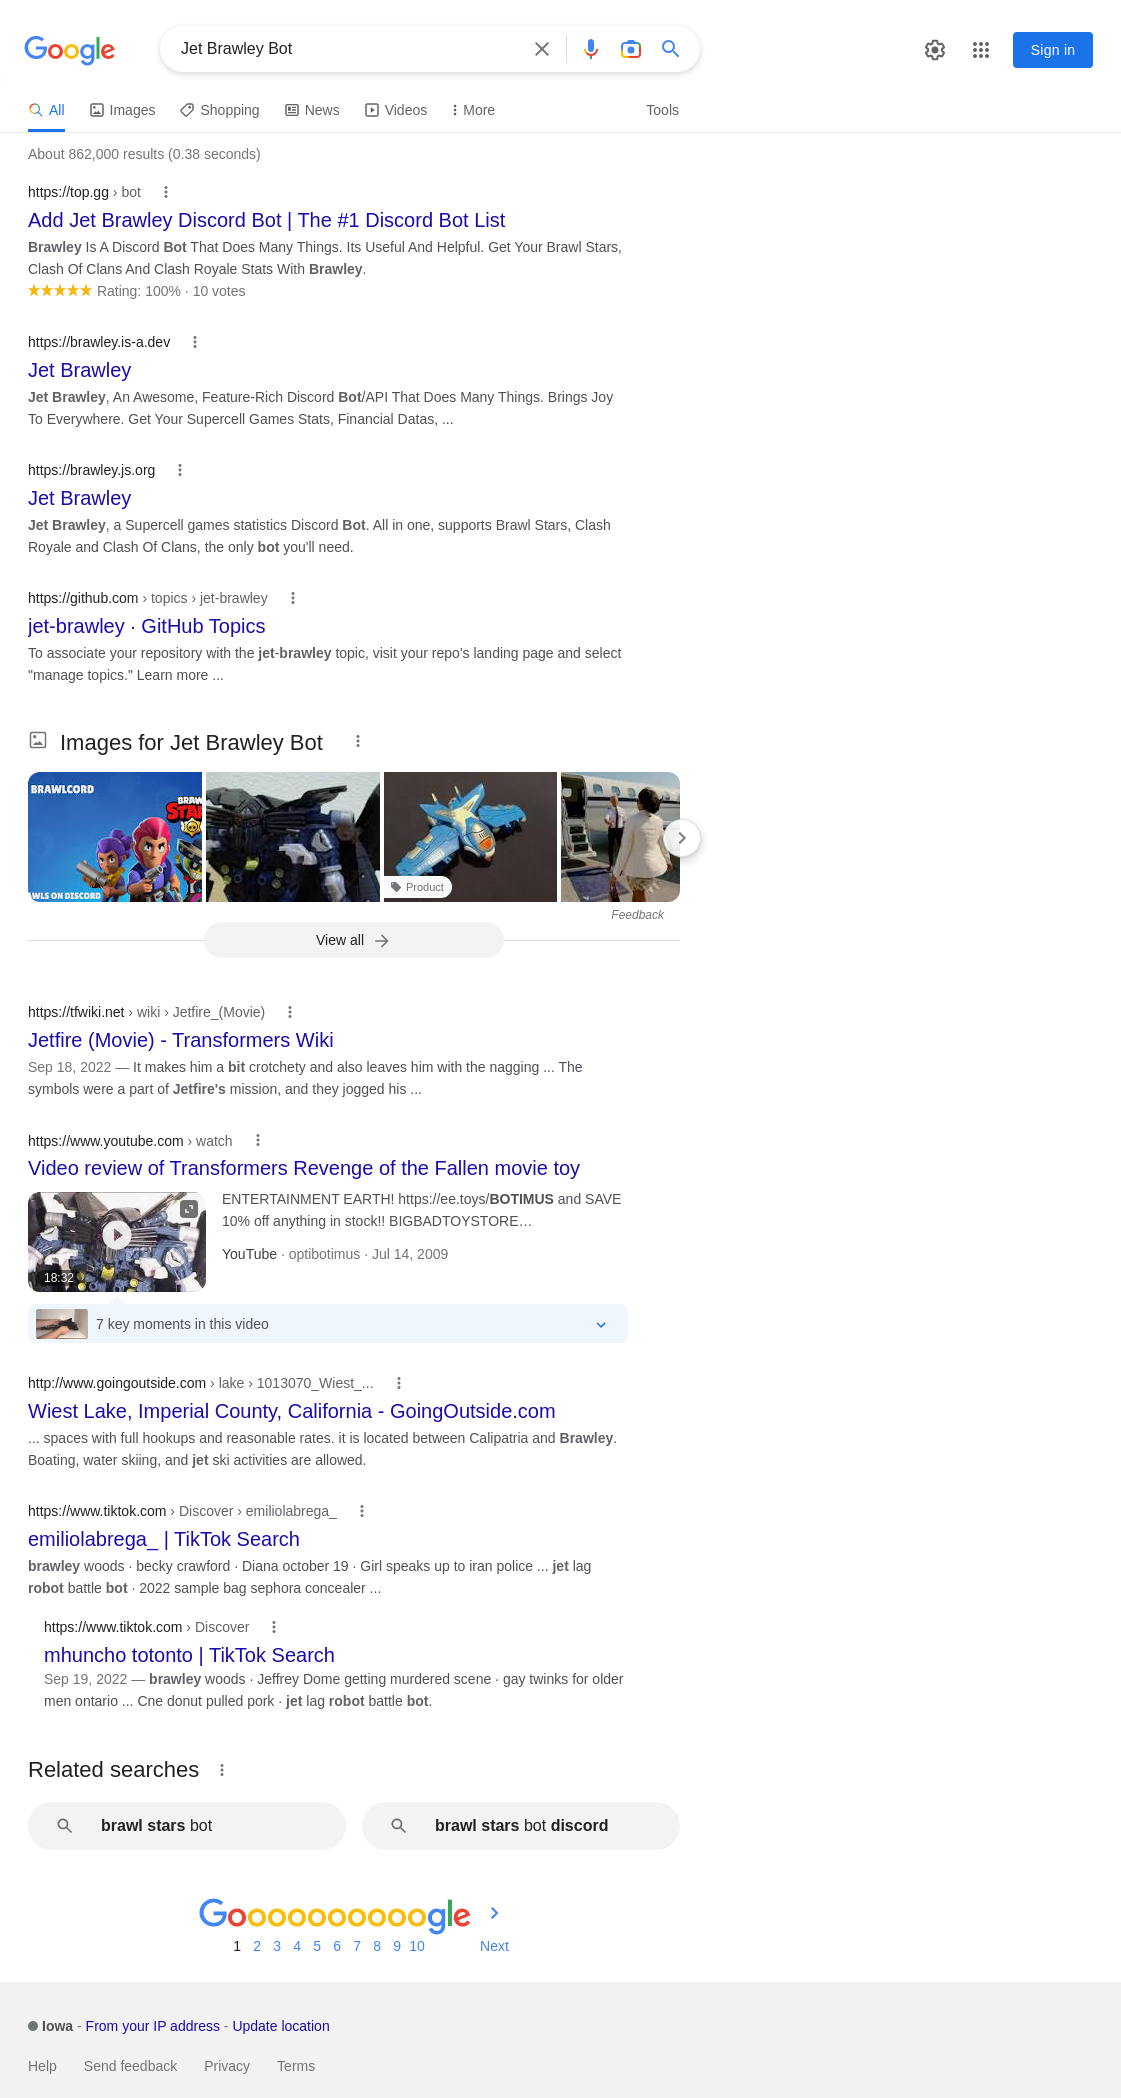 Google
Jet Brawley Bot
Sign in
All
Images
Shopping
News
Videos
More
Tools
About 862,000 results (0.38 seconds)
https://top.gg › bot
Add Jet Brawley Discord Bot | The #1 Discord Bot List
Brawley Is A Discord Bot That Does Many Things. Its Useful And Helpful. Get Your Brawl Stars,
Clash Of Clans And Clash Royale Stats With Brawley.
Rating: 100% · 10 votes
https://brawley.is-a.dev
Jet Brawley
Jet Brawley, An Awesome, Feature-Rich Discord Bot/API That Does Many Things. Brings Joy
To Everywhere. Get Your Supercell Games Stats, Financial Datas, ...
https://brawley.js.org
Jet Brawley
Jet Brawley, a Supercell games statistics Discord Bot. All in one, supports Brawl Stars, Clash
Royale and Clash Of Clans, the only bot you'll need.
https://github.com › topics › jet-brawley
jet-brawley · GitHub Topics
To associate your repository with the jet-brawley topic, visit your repo's landing page and select
"manage topics." Learn more ...
Images for Jet Brawley Bot
BRAWLCORD
BRAW
STA
AWLS ON DISCORD
Product
Feedback
View all
https://tfwiki.net › wiki › Jetfire_(Movie)
Jetfire (Movie) - Transformers Wiki
Sep 18, 2022 — It makes him a bit crotchety and also leaves him with the nagging ... The
symbols were a part of Jetfire's mission, and they jogged his ...
https://www.youtube.com › watch
Video review of Transformers Revenge of the Fallen movie toy
ENTERTAINMENT EARTH! https://ee.toys/BOTIMUS and SAVE
10% off anything in stock!! BIGBADTOYSTORE…
YouTube · optibotimus · Jul 14, 2009
18:32
7 key moments in this video
http://www.goingoutside.com › lake › 1013070_Wiest_...
Wiest Lake, Imperial County, California - GoingOutside.com
... spaces with full hookups and reasonable rates. it is located between Calipatria and Brawley.
Boating, water skiing, and jet ski activities are allowed.
https://www.tiktok.com › Discover › emiliolabrega_
emiliolabrega_ | TikTok Search
brawley woods · becky crawford · Diana october 19 · Girl speaks up to iran police ... jet lag
robot battle bot · 2022 sample bag sephora concealer ...
https://www.tiktok.com › Discover
mhuncho totonto | TikTok Search
Sep 19, 2022 — brawley woods · Jeffrey Dome getting murdered scene · gay twinks for older
men ontario ... Cne donut pulled pork · jet lag robot battle bot.
Related searches
brawl stars bot
brawl stars bot discord
Goooooooooogle
1 2 3 4 5 6 7 8 9 10 Next
Iowa - From your IP address - Update location
Help Send feedback Privacy Terms